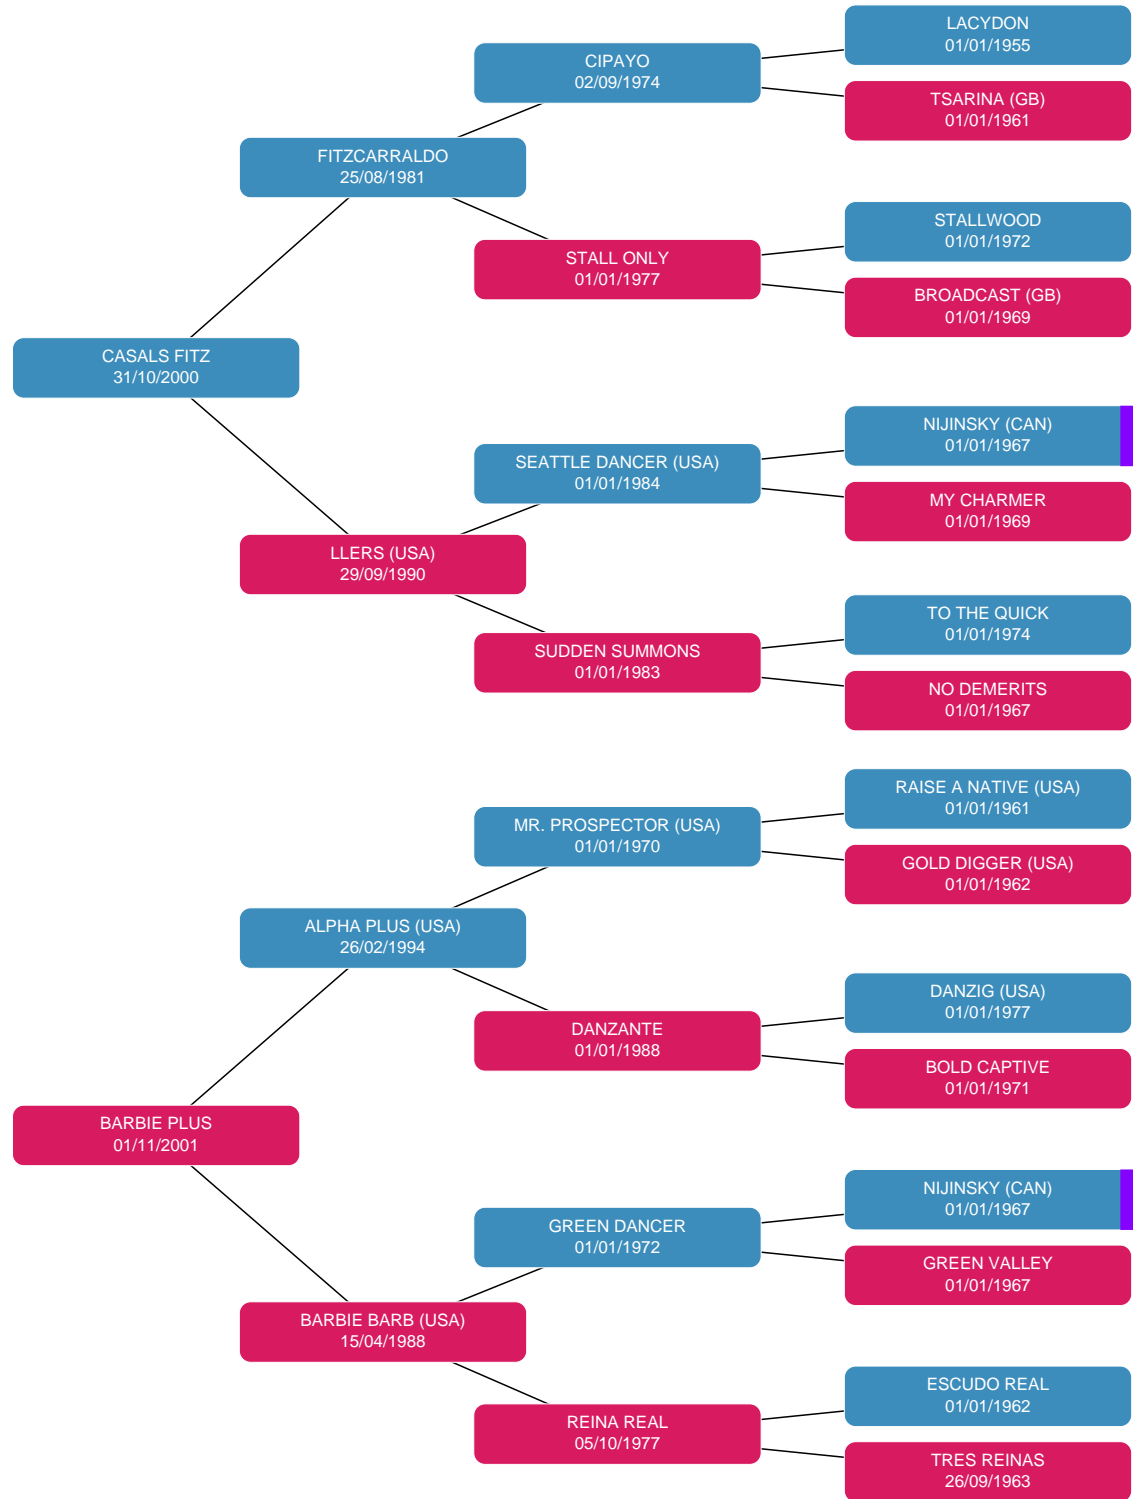 LACYDON
01/01/1955
CIPAYO
02/09/1974
TSARINA (GB)
01/01/1961
FITZCARRALDO
25/08/1981
STALLWOOD
01/01/1972
STALL ONLY
01/01/1977
BROADCAST (GB)
01/01/1969
CASALS FITZ
31/10/2000
NIJINSKY (CAN)
01/01/1967
SEATTLE DANCER (USA)
01/01/1984
MY CHARMER
01/01/1969
LLERS (USA)
29/09/1990
TO THE QUICK
01/01/1974
SUDDEN SUMMONS
01/01/1983
NO DEMERITS
01/01/1967
RAISE A NATIVE (USA)
01/01/1961
MR. PROSPECTOR (USA)
01/01/1970
GOLD DIGGER (USA)
01/01/1962
ALPHA PLUS (USA)
26/02/1994
DANZIG (USA)
01/01/1977
DANZANTE
01/01/1988
BOLD CAPTIVE
01/01/1971
BARBIE PLUS
01/11/2001
NIJINSKY (CAN)
01/01/1967
GREEN DANCER
01/01/1972
GREEN VALLEY
01/01/1967
BARBIE BARB (USA)
15/04/1988
ESCUDO REAL
01/01/1962
REINA REAL
05/10/1977
TRES REINAS
26/09/1963